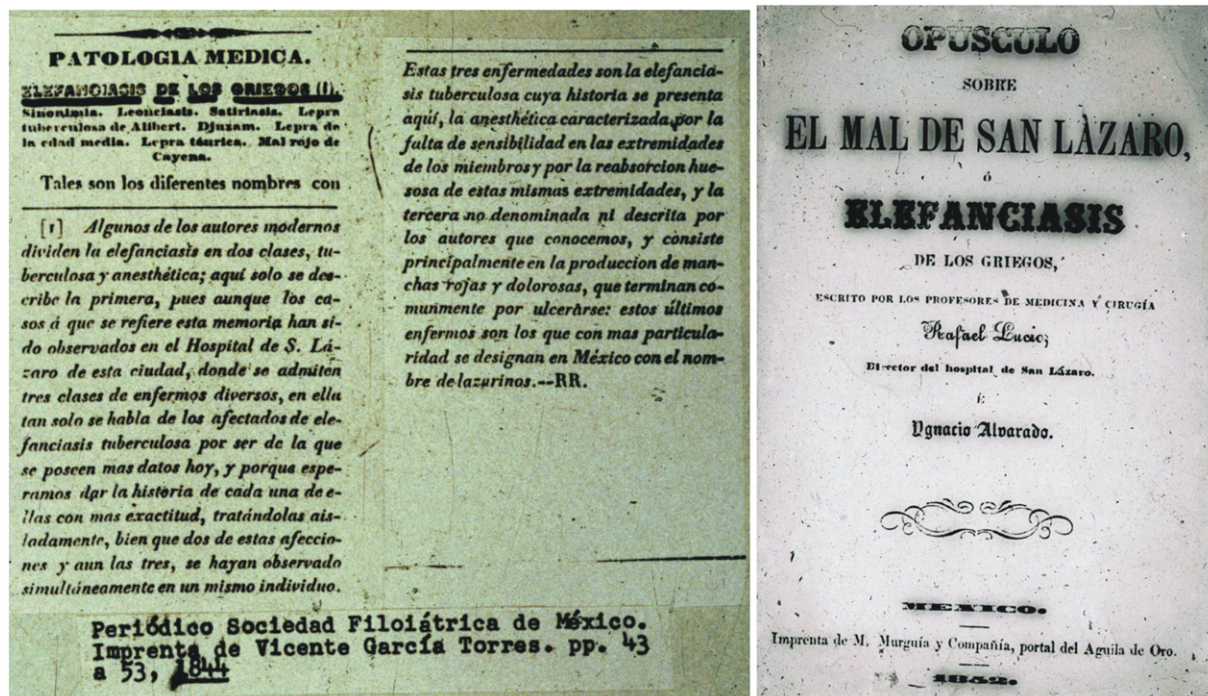 PATOLOGIA MEDICA.
ELEFANCIASIS DE LOS GRIEGOS (I).
Sinonimia. Leonciasis. Satiriasis. Lepra
tuberculosa de Alibert. Djuzam. Lepra de
la edad media. Lepra táurica. Mal rojo de
Cayena.
Tales son los diferentes nombres con
[1] Algunos de los autores modernos
dividen la elefanciasis en dos clases, tu-
berculosa y anesthética; aquí solo se des-
cribe la primera, pues aunque los ca-
sos á que se refiere esta memoria han si-
do observados en el Hospital de S. Lá-
zaro de esta ciudad, donde se admiten
tres clases de enfermos diversos, en ella
tan solo se habla de los afectados de ele-
fanciasis tuberculosa por ser de la que
se poseen mas datos hoy, y porque espe-
ramos dar la historia de cada una de e-
llas con mas exactitud, tratándolas ais-
ladamente, bien que dos de estas afeccio-
nes y aun las tres, se hayan observado
simultáneamente en un mismo individuo.
Estas tres enfermedades son la elefancia-
sis tuberculosa cuya historia se presenta
aquí, la anesthética caracterizada por la
falta de sensibilidad en las extremidades
de los miembros y por la reabsorcion hue-
sosa de estas mismas extremidades, y la
tercera no denominada ni descrita por
los autores que conocemos, y consiste
principalmente en la produccion de man-
chas rojas y dolorosas, que terminan co-
munmente por ulcerarse: estos últimos
enfermos son los que con mas particula-
ridad se designan en México con el nom-
bre de lazarinos.--RR.
Periódico Sociedad Filoiátrica de México.
Imprenta de Vicente García Torres. pp. 43
a 53, 1844
OPUSCULO
SOBRE
EL MAL DE SAN LÀZARO,
ó
ELEFANCIASIS
DE LOS GRIEGOS,
ESCRITO POR LOS PROFESORES DE MEDICINA Y CIRUGÍA
Rafael Lucio;
Director del hospital de San Lázaro.
É
Ygnacio Alvarado.
MEXICO.
Imprenta de M. Murguía y Compañía, portal del Aguila de Oro.
1852.